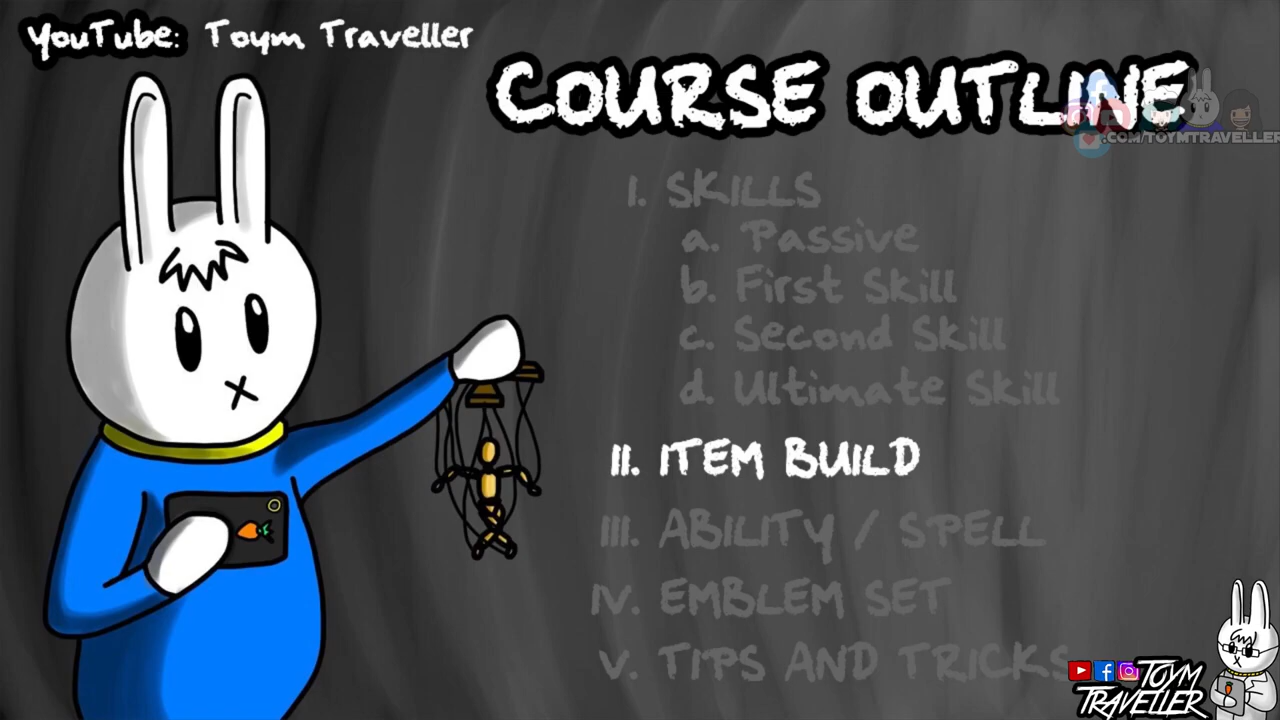 YouTube: Toym Traveller
COURSE OUTLINE
.COM/TOYMTRAVELLER
I. SKILLS
a. Passive
b. First Skill
c. Second Skill
d. Ultimate Skill
II. ITEM BUILD
III. ABILITY / SPELL
IV. EMBLEM SET
V. TIPS AND TRICKS
TOYM
TRAVELLER